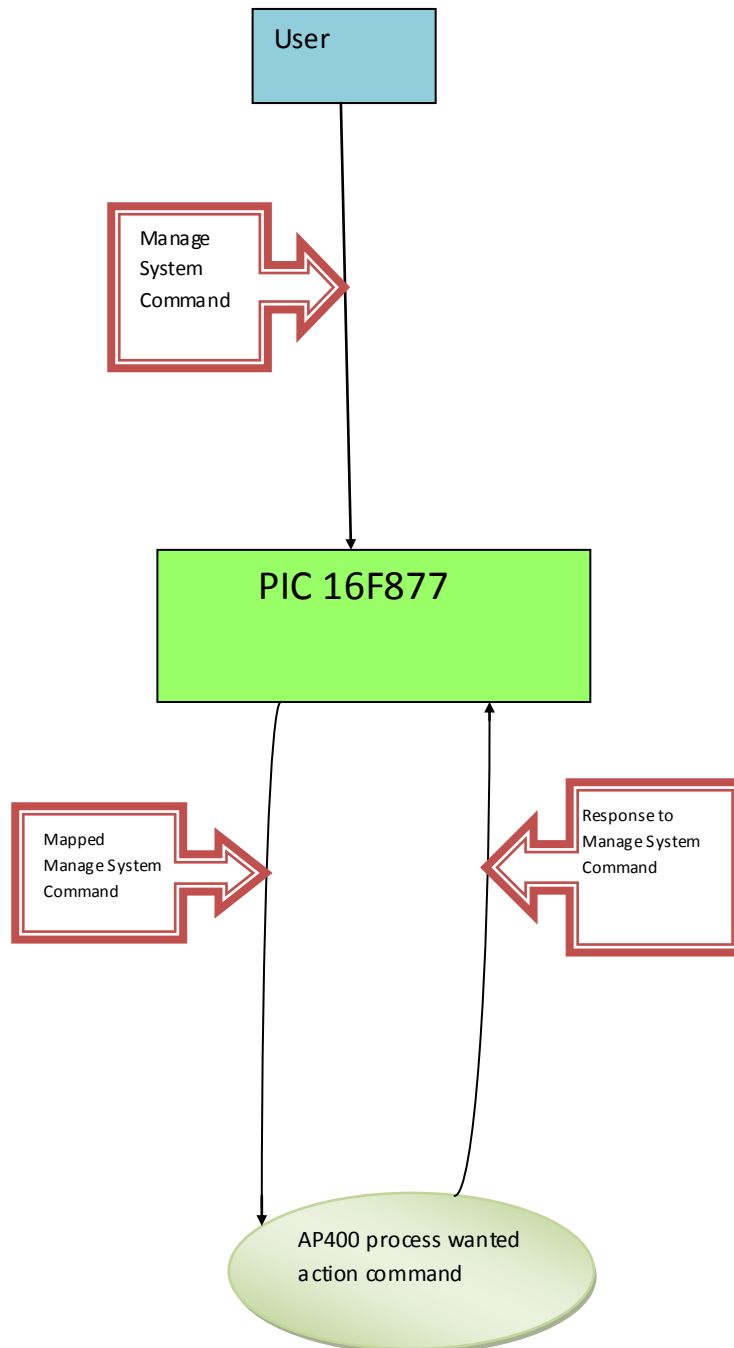 User
Manage
System
Command
PIC 16F877
Mapped
Manage System
Command
Response to
Manage System
Command
AP400 process wanted
action command